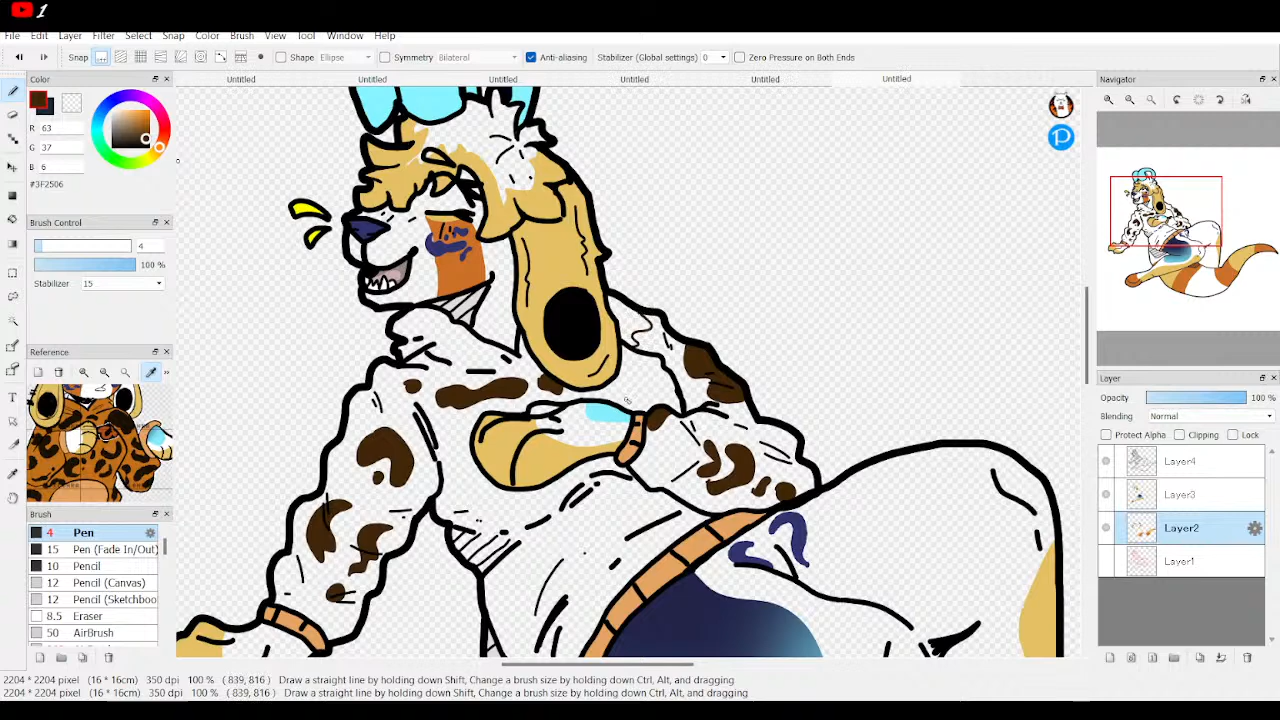 1
File Edit Layer Filter Select Snap Color Brush View Tool Window Help
Snap Shape Ellipse Symmetry Bilateral Anti-aliasing Stabilizer (Global settings) 0 Zero Pressure on Both Ends
Color
Untitled Untitled Untitled Untitled Untitled Untitled
Navigator
R 63
G 37
B 6
#3F2506
Brush Control
4
100 %
Stabilizer 15
Reference
Layer
Opacity 100 %
Blending Normal
Protect Alpha Clipping Lock
Layer4
Layer3
Layer2
Layer1
Brush
4 Pen
15 Pen (Fade In/Out)
10 Pencil
12 Pencil (Canvas)
12 Pencil (Sketchboo
8.5 Eraser
50 AirBrush
2204 * 2204 pixel (16 * 16cm) 350 dpi 100 % ( 839, 816 ) Draw a straight line by holding down Shift, Change a brush size by holding down Ctrl, Alt, and dragging
2204 * 2204 pixel (16 * 16cm) 350 dpi 100 % ( 839, 816 ) Draw a straight line by holding down Shift, Change a brush size by holding down Ctrl, Alt, and dragging